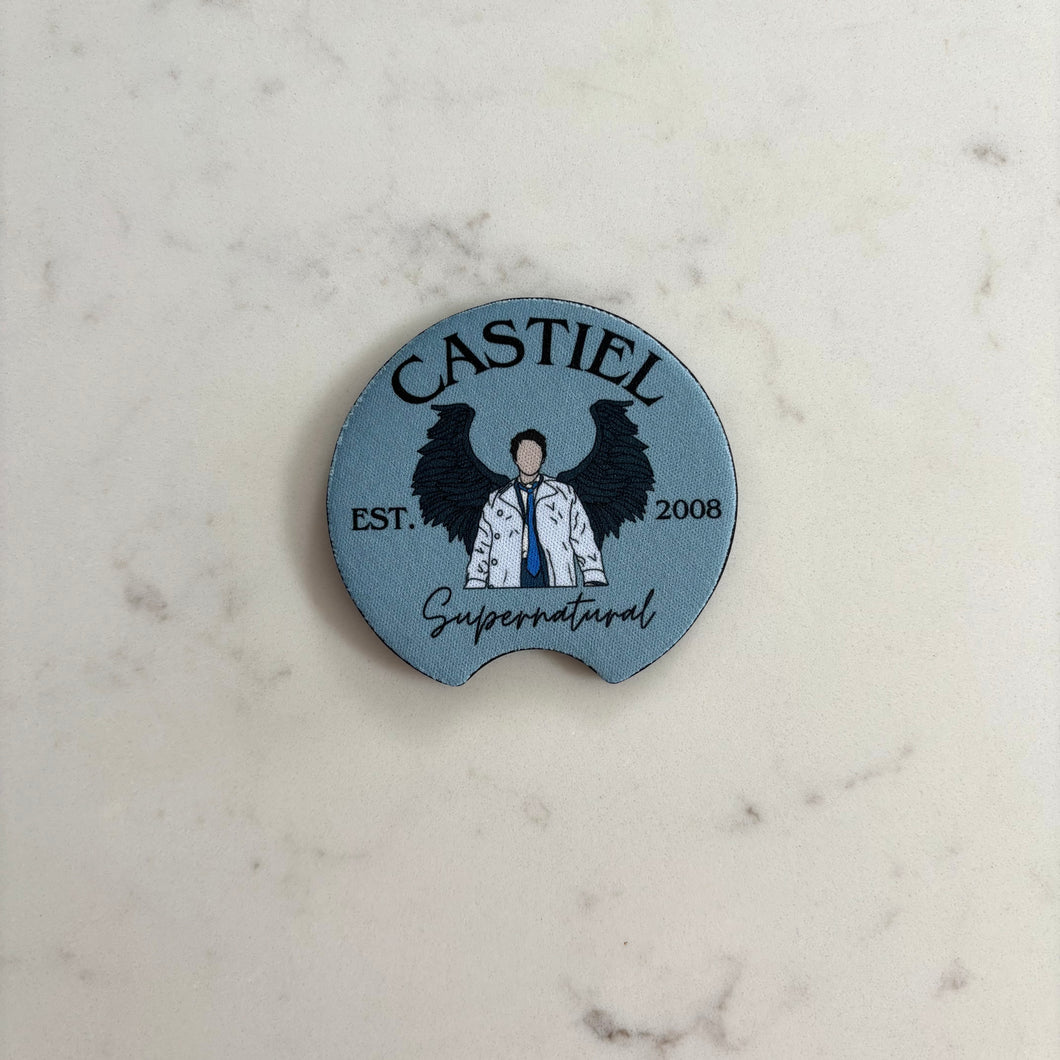 CASTIEL
EST. 2008
Supernatural